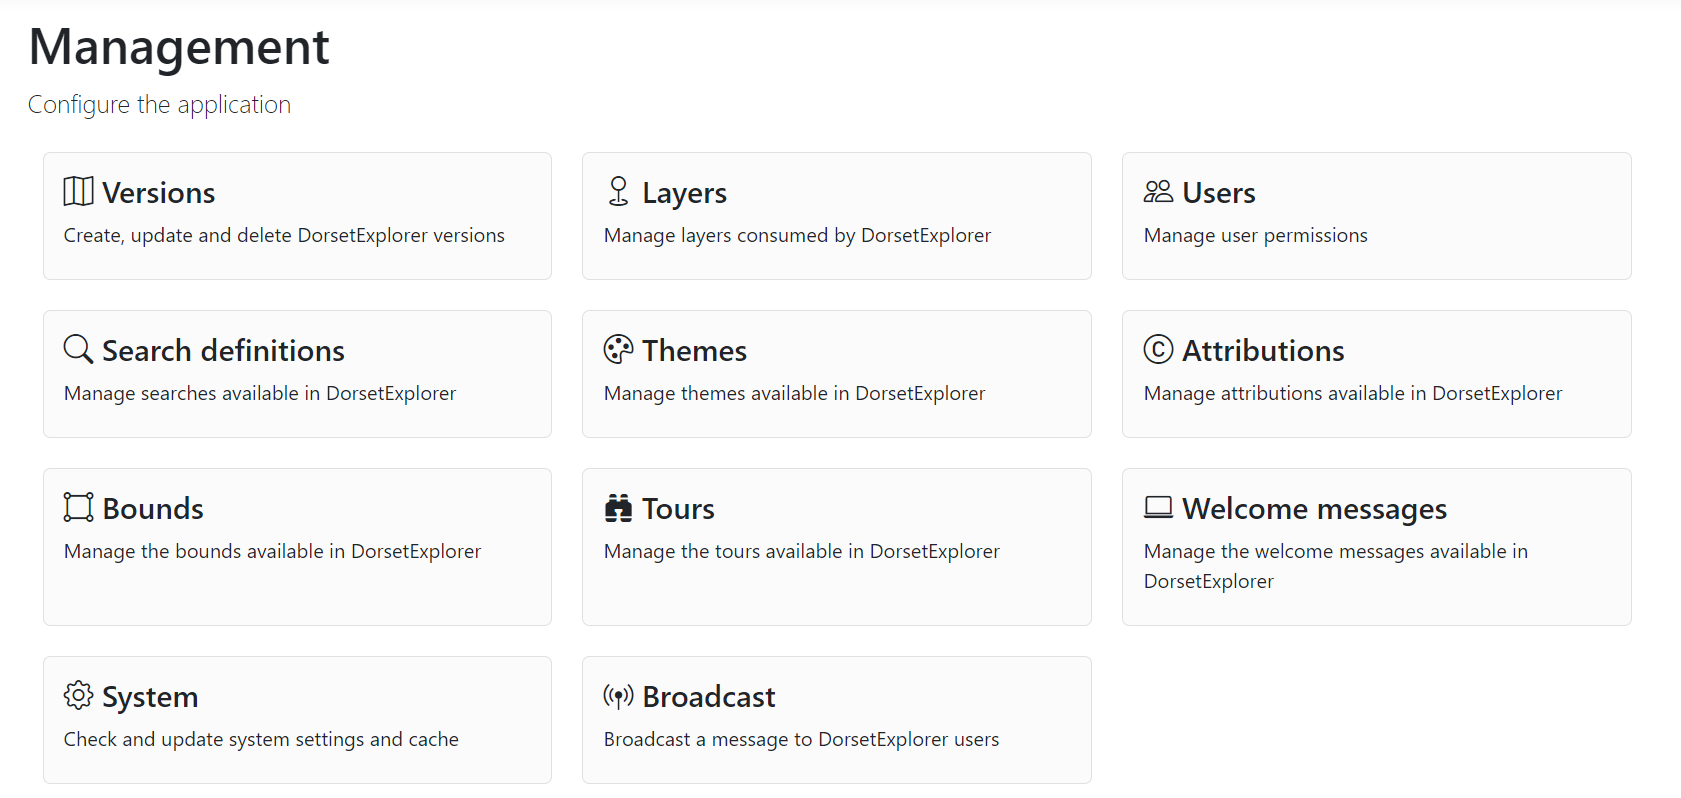 Management
Configure the application
Versions
Create, update and delete DorsetExplorer versions
Layers
Manage layers consumed by DorsetExplorer
Users
Manage user permissions
Search definitions
Manage searches available in DorsetExplorer
Themes
Manage themes available in DorsetExplorer
Attributions
Manage attributions available in DorsetExplorer
Bounds
Manage the bounds available in DorsetExplorer
Tours
Manage the tours available in DorsetExplorer
Welcome messages
Manage the welcome messages available in
DorsetExplorer
System
Check and update system settings and cache
Broadcast
Broadcast a message to DorsetExplorer users